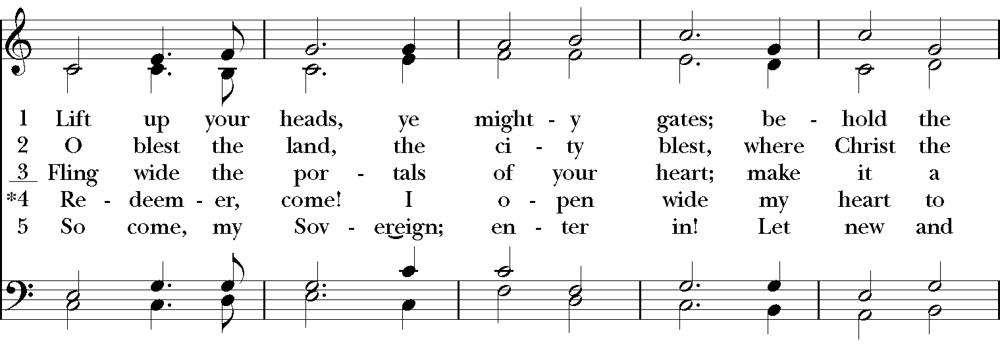 1 Lift up your heads, ye might - y gates; be - hold the
2 O blest the land, the ci - ty blest, where Christ the
3 Fling wide the por - tals of your heart; make it a
*4 Re - deem - er, come! I o - pen wide my heart to
5 So come, my Sov - ereign; en - ter in! Let new and